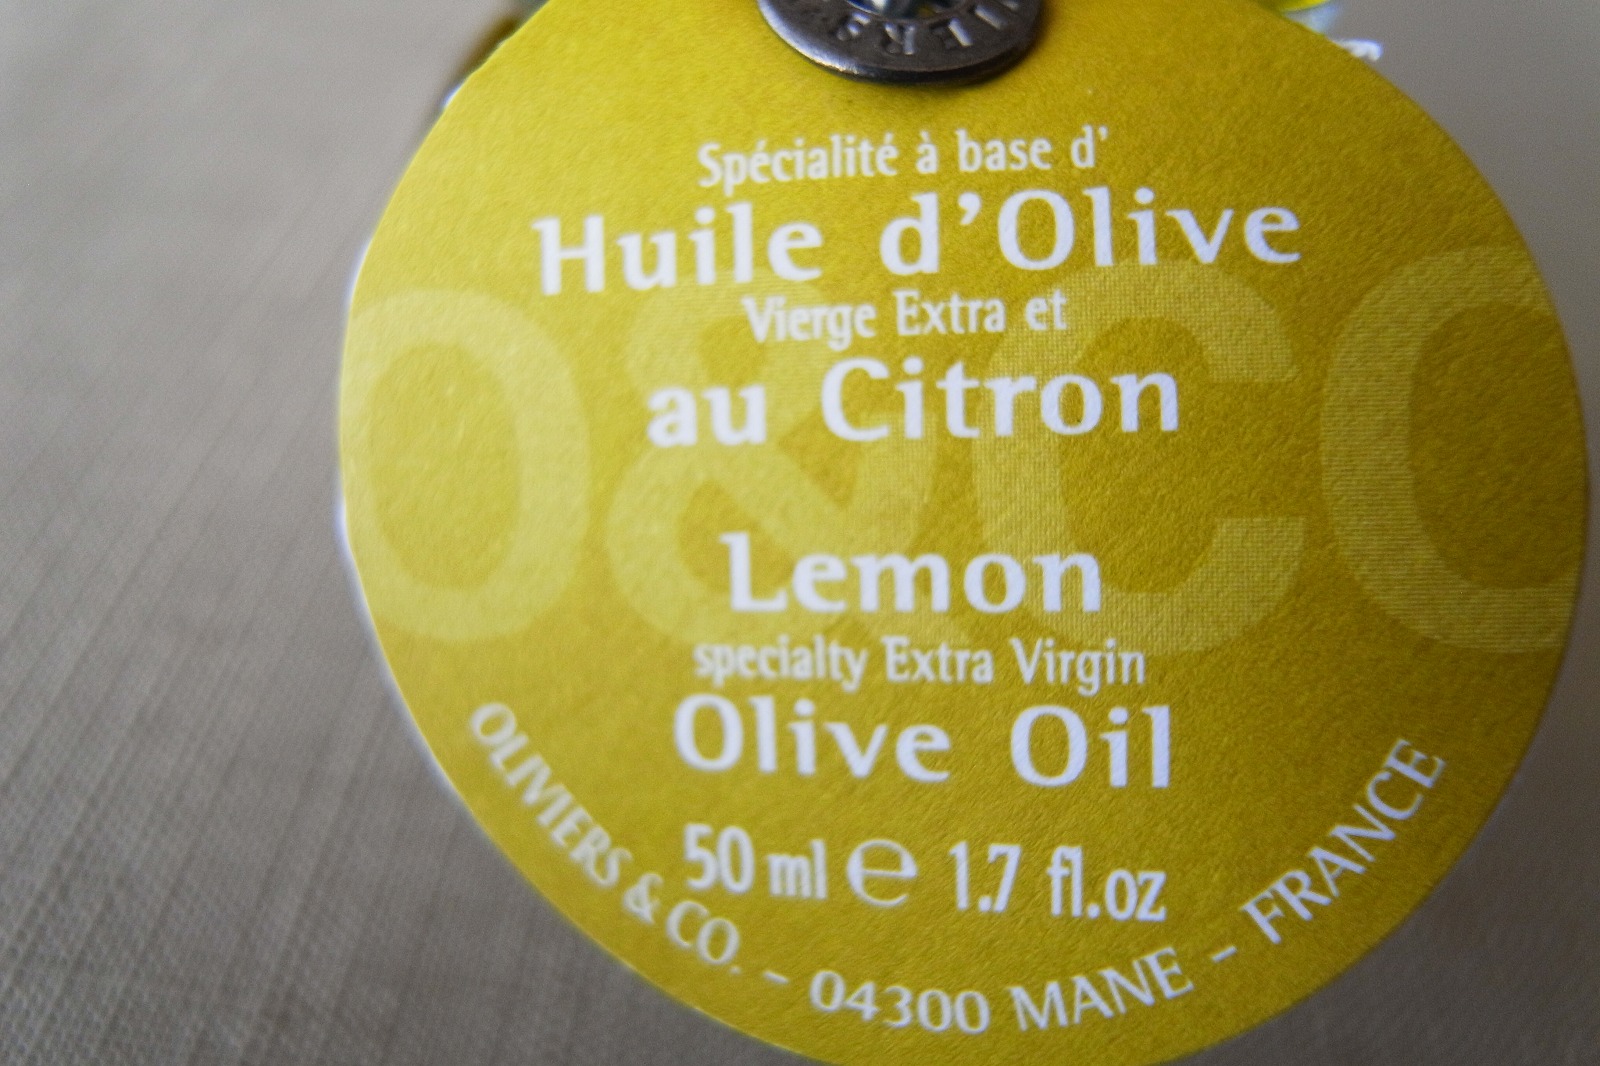 Spécialité à base d'
Huile d'Olive
Vierge Extra et
au Citron
O&CO
Lemon
specialty Extra Virgin
Olive Oil
50 ml e 1.7 fl.oz
OLIVIERS & CO. – 04300 MANE – FRANCE